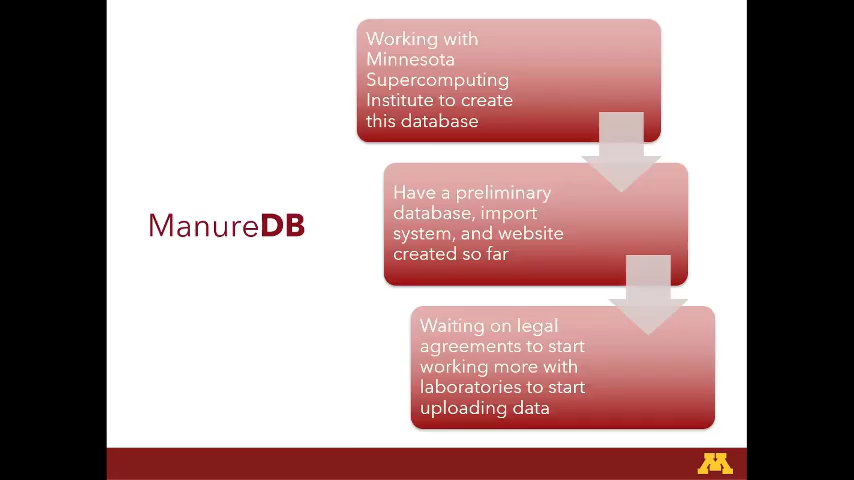 Working with
Minnesota
Supercomputing
Institute to create
this database
ManureDB
Have a preliminary
database, import
system, and website
created so far
Waiting on legal
agreements to start
working more with
laboratories to start
uploading data
M